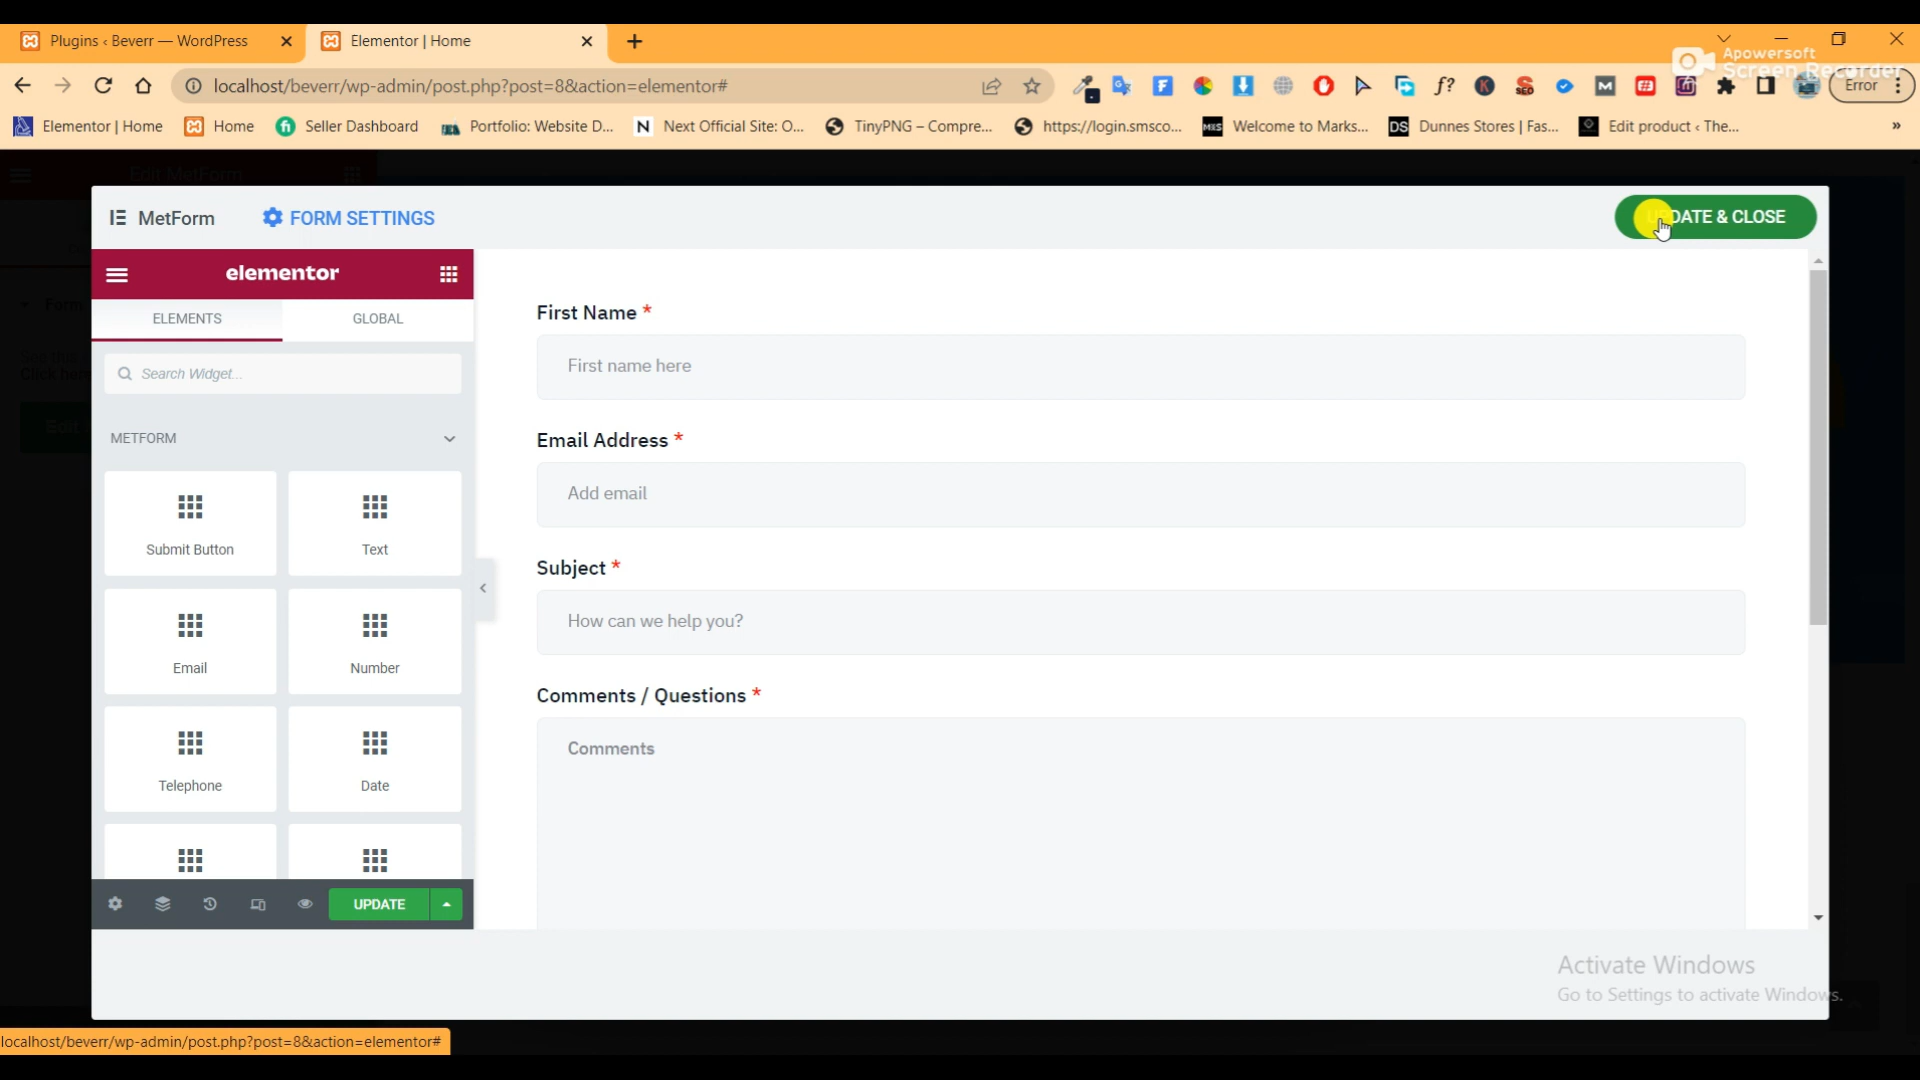 Plugins ‹ Beverr — WordPress
Elementor | Home
Apowersoft
Screen Recorder
localhost/beverr/wp-admin/post.php?post=8&action=elementor#
Error
Elementor | Home
Home
Seller Dashboard
Portfolio: Website D...
Next Official Site: O...
TinyPNG – Compre...
https://login.smsco...
Welcome to Marks...
Dunnes Stores | Fas...
Edit product ‹ The...
Edit MetForm
MetForm
FORM SETTINGS
DATE & CLOSE
elementor
ELEMENTS
GLOBAL
Search Widget...
METFORM
Submit Button
Text
Email
Number
Telephone
Date
UPDATE
First Name *
First name here
Email Address *
Add email
Subject *
How can we help you?
Comments / Questions *
Comments
Activate Windows
Go to Settings to activate Windows.
localhost/beverr/wp-admin/post.php?post=8&action=elementor#